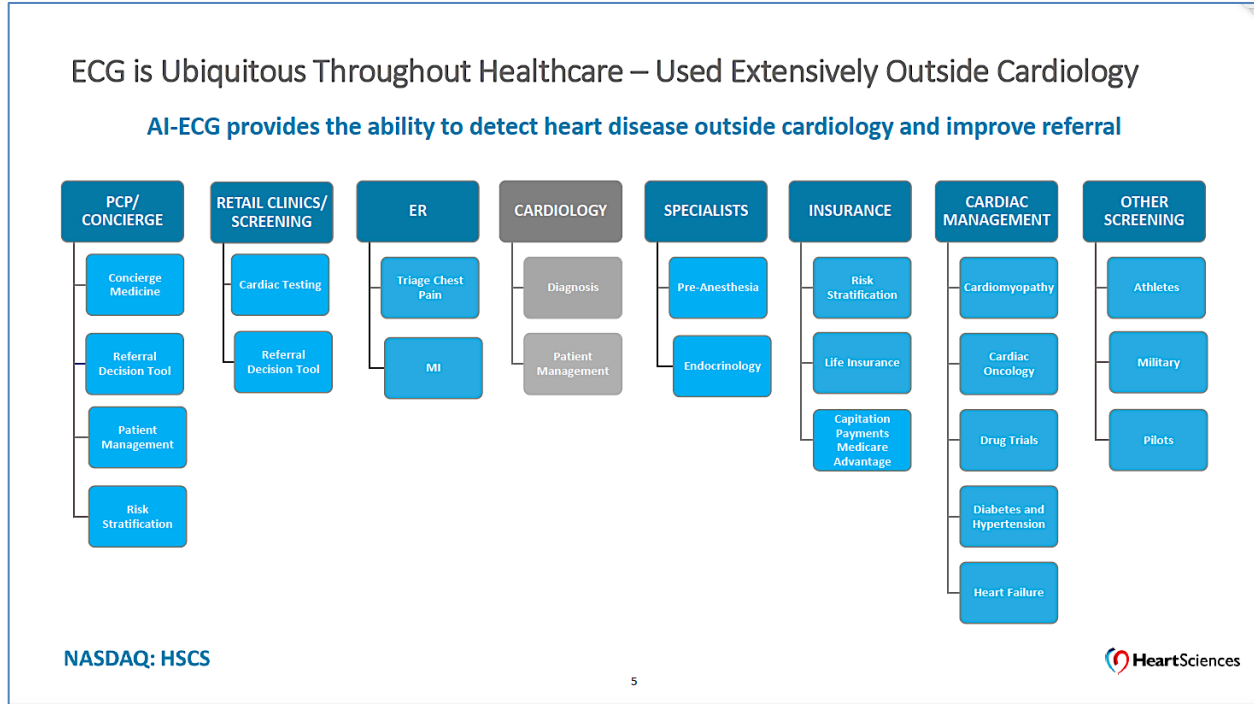 ECG is Ubiquitous Throughout Healthcare – Used Extensively Outside Cardiology
AI-ECG provides the ability to detect heart disease outside cardiology and improve referral
PCP/
CONCIERGE
Concierge
Medicine
Referral
Decision Tool
Patient
Management
Risk
Stratification
RETAIL CLINICS/
SCREENING
Cardiac Testing
Referral
Decision Tool
ER
Triage Chest
Pain
MI
CARDIOLOGY
Diagnosis
Patient
Management
SPECIALISTS
Pre-Anesthesia
Endocrinology
INSURANCE
Risk
Stratification
Life Insurance
Capitation
Payments
Medicare
Advantage
CARDIAC
MANAGEMENT
Cardiomyopathy
Cardiac
Oncology
Drug Trials
Diabetes and
Hypertension
Heart Failure
OTHER
SCREENING
Athletes
Military
Pilots
NASDAQ: HSCS
5
HeartSciences